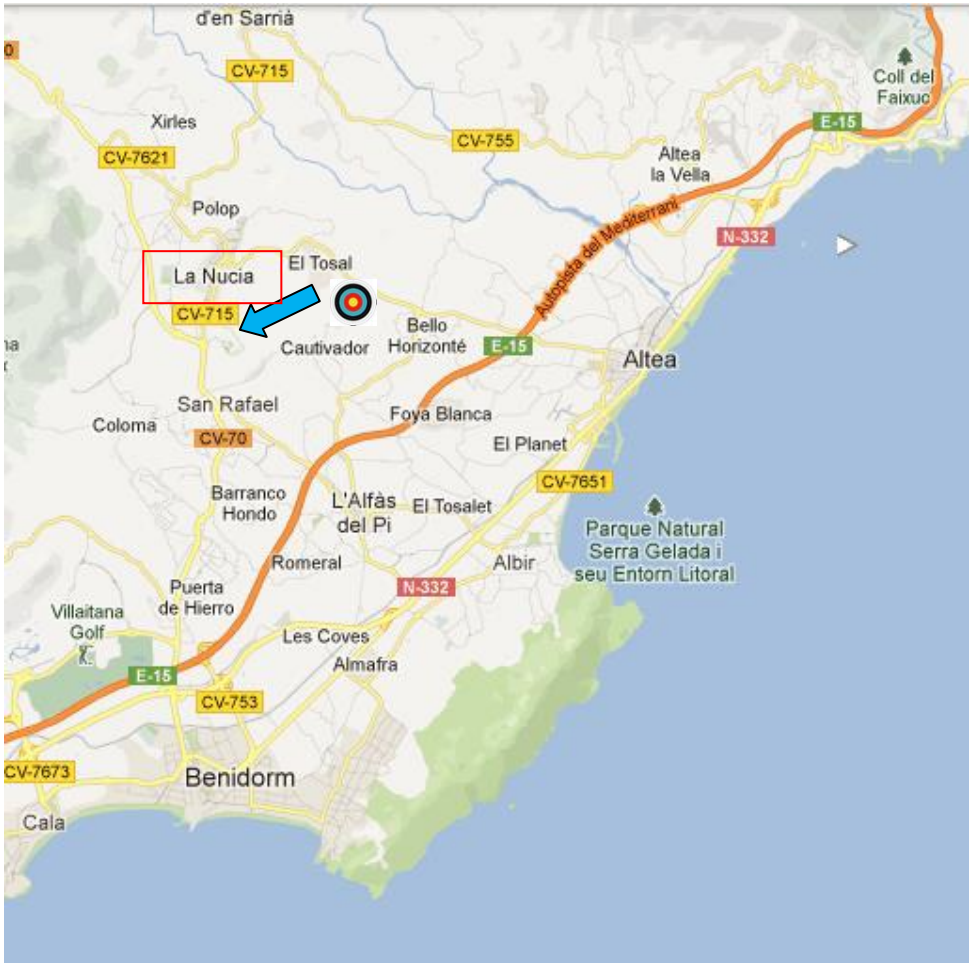 d'en Sarrià
0
CV-715
Coll del
Faixuc
E-15
Xirles
CV-755
CV-7621
Altea
la Vella
Polop
Autopista del Mediterrani
N-332
El Tosal
La Nucia
CV-715
Bello
Horizonté
E-15
Cautivador
Altea
na
San Rafael
Foya Blanca
Coloma
CV-70
El Planet
CV-7651
Barranco
Hondo
L'Alfàs
del Pi
El Tosalet
Parque Natural
Serra Gelada i
seu Entorn Litoral
Romeral
Albir
Puerta
de Hierro
N-332
Villaitana
Golf
Les Coves
Almafra
E-15
CV-753
CV-7673
Benidorm
Cala